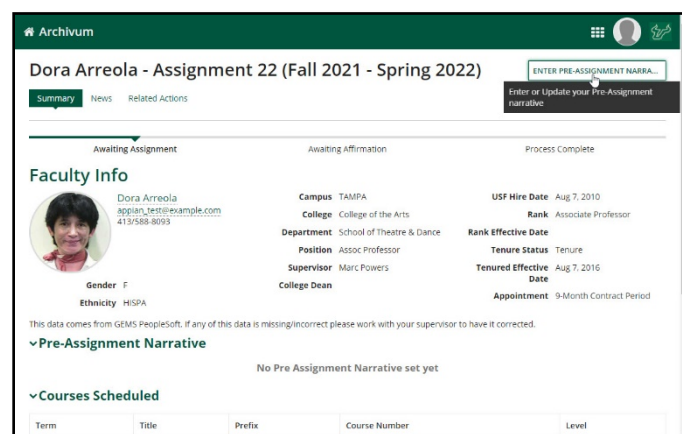 Archivum
Dora Arreola - Assignment 22 (Fall 2021 - Spring 2022)
ENTER PRE-ASSIGNMENT NARRA...
Enter or Update your Pre-Assignment
narrative
Summary News Related Actions
Awaiting Assignment Awaiting Affirmation Process Complete
Faculty Info
Dora Arreola
appian_test@example.com
413/588-8093
Gender F
Ethnicity HISPA
Campus TAMPA
College College of the Arts
Department School of Theatre & Dance
Position Assoc Professor
Supervisor Marc Powers
College Dean
USF Hire Date Aug 7, 2010
Rank Associate Professor
Rank Effective Date
Tenure Status Tenure
Tenured Effective Aug 7, 2016
Date
Appointment 9-Month Contract Period
This data comes from GEMS PeopleSoft. If any of this data is missing/incorrect please work with your supervisor to have it corrected.
Pre-Assignment Narrative
No Pre Assignment Narrative set yet
Courses Scheduled
Term Title Prefix Course Number Level